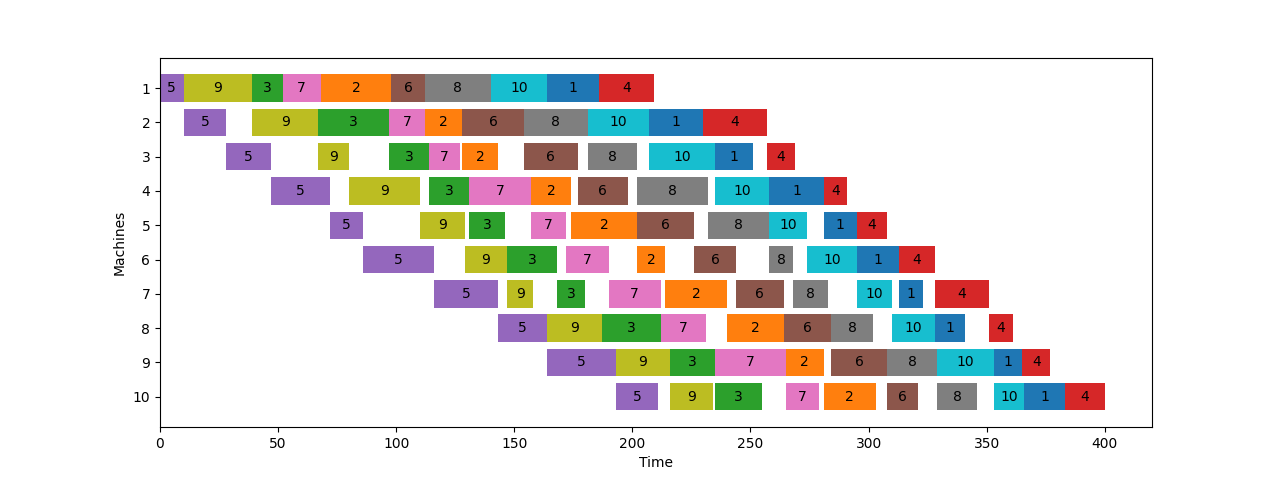 1 5 9 3 7 2 6 8 10 1 4
2 5 9 3 7 2 6 8 10 1 4
3 5 9 3 7 2 6 8 10 1 4
4 5 9 3 7 2 6 8 10 1 4
5 5 9 3 7 2 6 8 10 1 4
6 5 9 3 7 2 6 8 10 1 4
7 5 9 3 7 2 6 8 10 1 4
8 5 9 3 7 2 6 8 10 1 4
9 5 9 3 7 2 6 8 10 1 4
10 5 9 3 7 2 6 8 10 1 4
Machines
0 50 100 150 200 250 300 350 400
Time